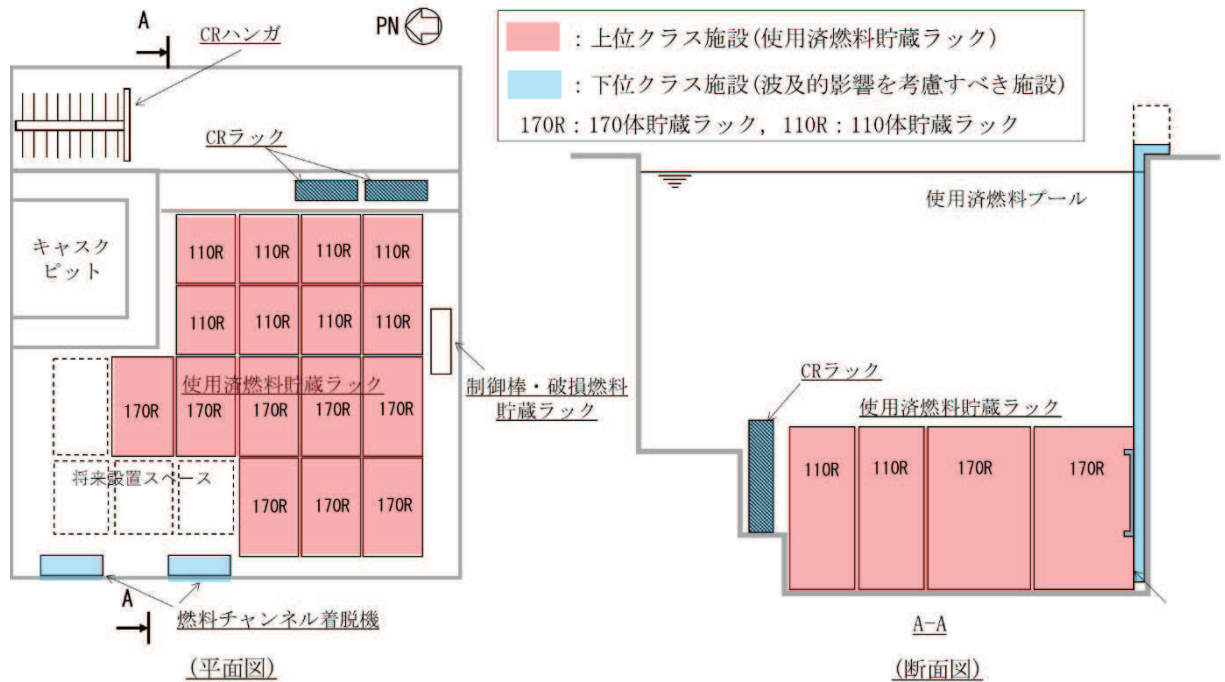 A
CRハンガ
PN
:上位クラス施設(使用済燃料貯蔵ラック)
:下位クラス施設(波及的影響を考慮すべき施設)
170R:170体貯蔵ラック, 110R:110体貯蔵ラック
CRラック
キャスク
ピット
110R 110R 110R 110R
110R 110R 110R 110R
使用済燃料貯蔵ラック
170R 170R 170R 170R 170R
制御棒・破損燃料
貯蔵ラック
将来設置スペース
170R 170R 170R
A
燃料チャンネル着脱機
(平面図)
使用済燃料プール
CRラック
使用済燃料貯蔵ラック
110R 110R 170R 170R
A-A
(断面図)